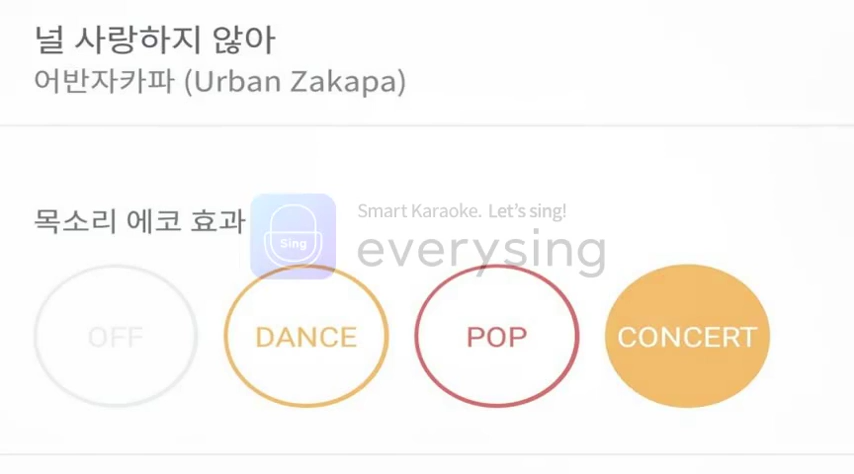 널 사랑하지 않아
어반자카파 (Urban Zakapa)
Smart Karaoke. Let's sing!
목소리 에코 효과
Sing
everysing
OFF
DANCE
POP
CONCERT